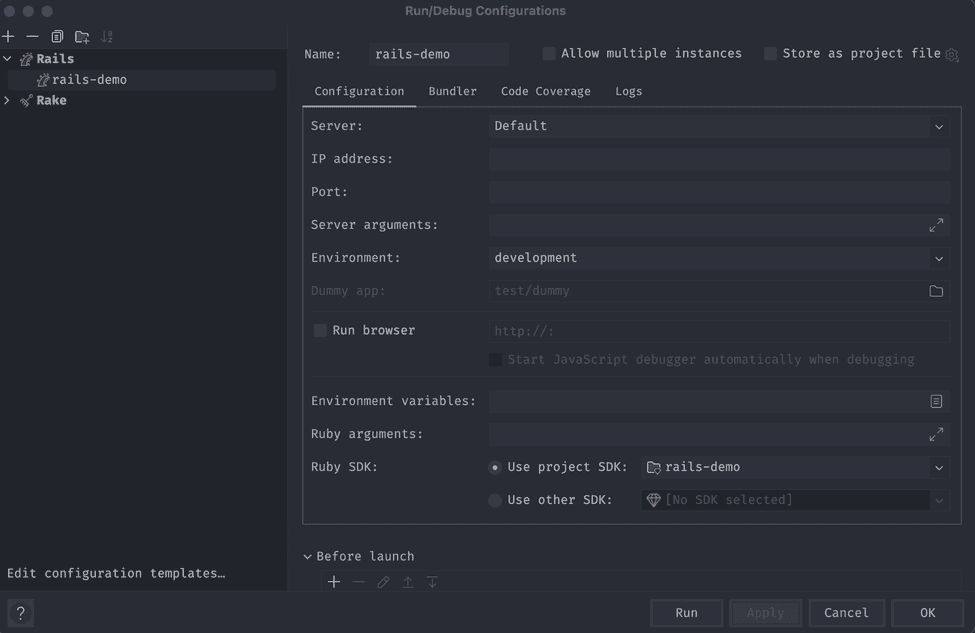 Run/Debug Configurations
Rails
rails-demo
Rake
Edit configuration templates…
?
Name: rails-demo Allow multiple instances Store as project file
Configuration Bundler Code Coverage Logs
Server: Default
IP address:
Port:
Server arguments:
Environment: development
Dummy app: test/dummy
Run browser http://:
Start JavaScript debugger automatically when debugging
Environment variables:
Ruby arguments:
Ruby SDK: Use project SDK: rails-demo
Use other SDK: [No SDK selected]
Before launch
Run Apply Cancel OK